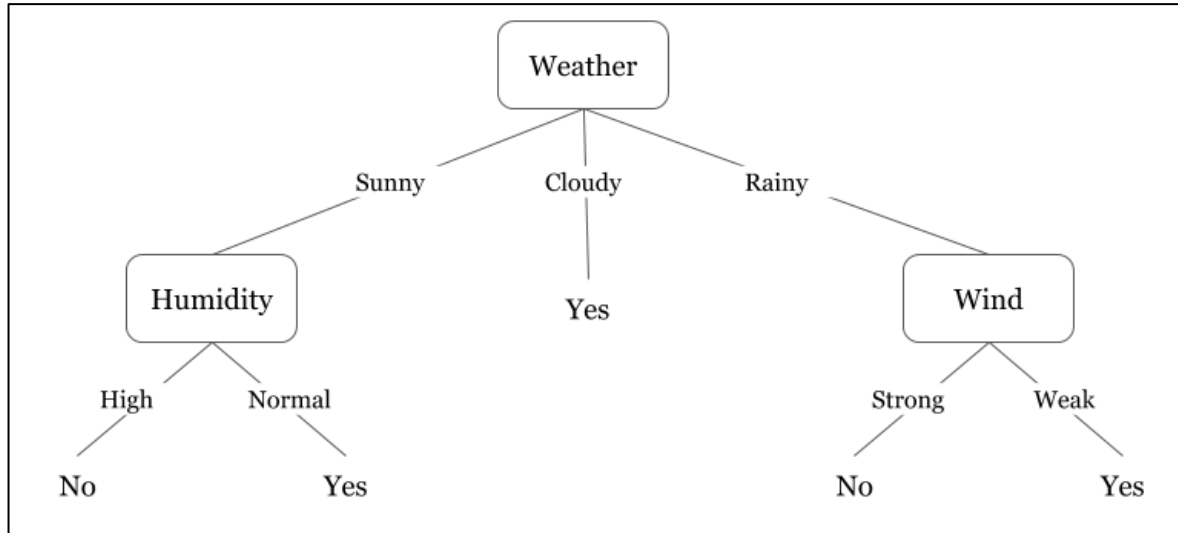 Weather
Sunny
Cloudy
Rainy
Humidity
Yes
Wind
High
Normal
Strong
Weak
No
Yes
No
Yes